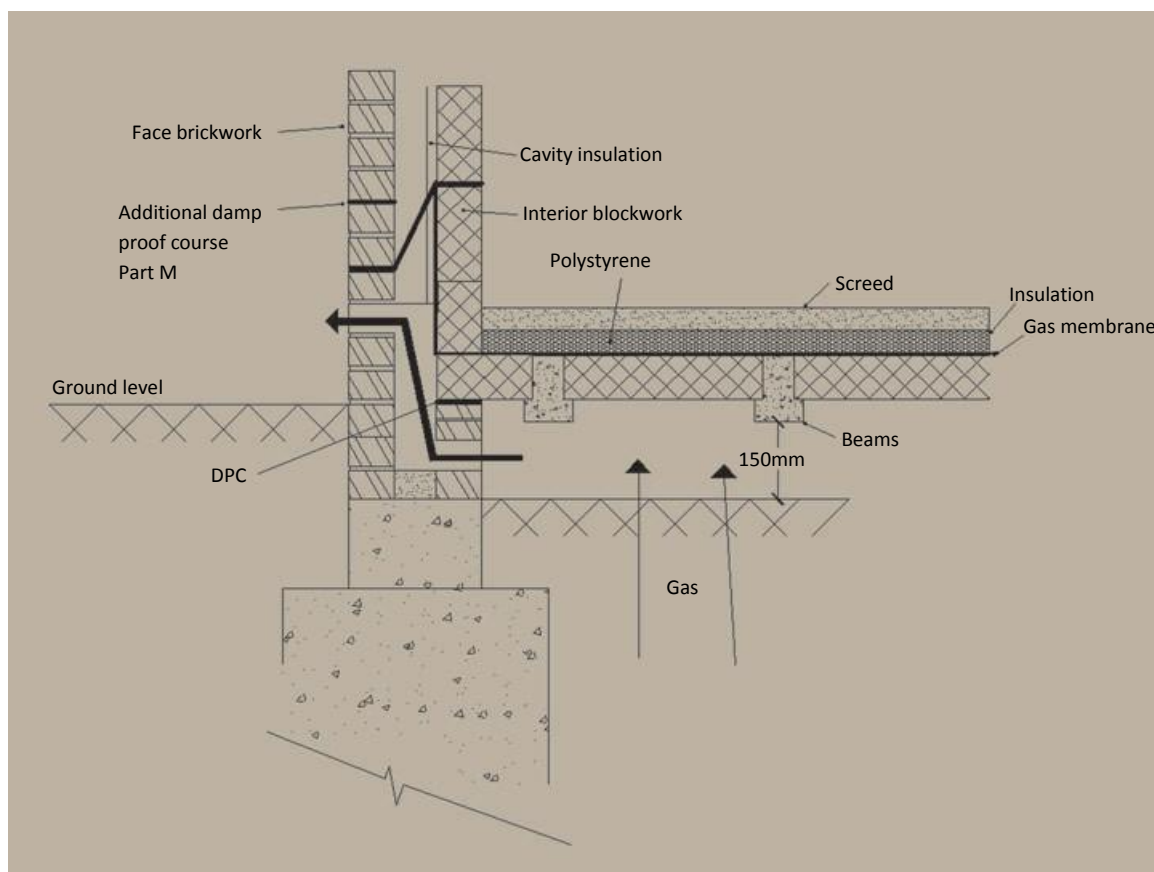 Face brickwork
Cavity insulation
Additional damp
proof course
Part M
Interior blockwork
Polystyrene
Screed
Insulation
Gas membrane
Ground level
Beams
150mm
DPC
Gas